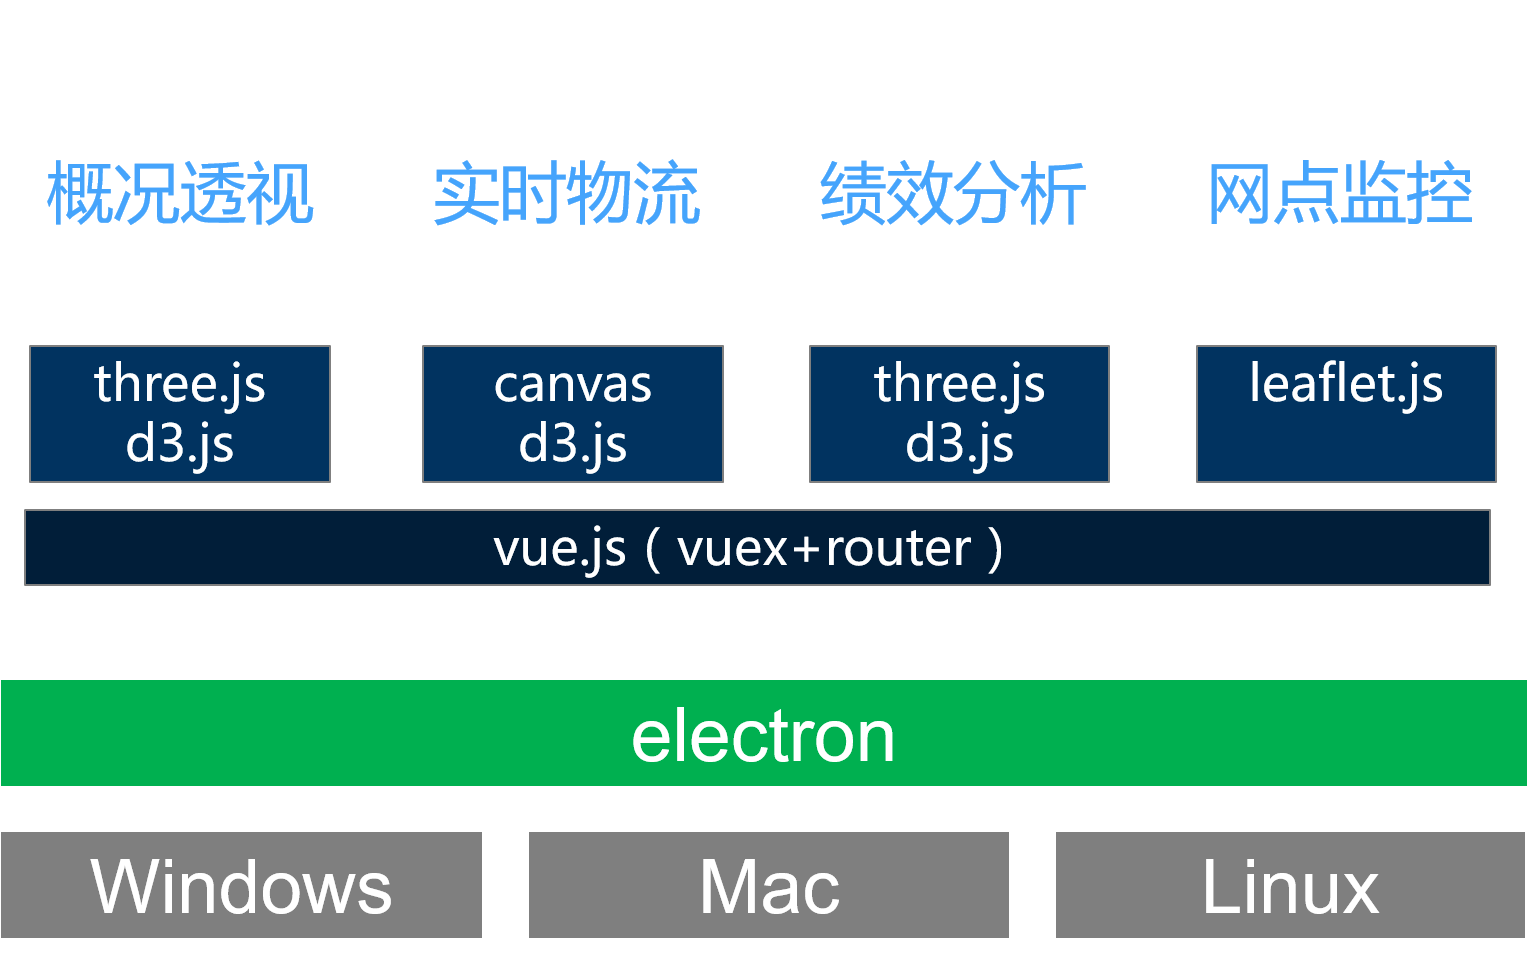 概况透视
实时物流
绩效分析
网点监控
three.js
d3.js
canvas
d3.js
three.js
d3.js
leaflet.js
vue.js（vuex+router）
electron
Windows
Mac
Linux